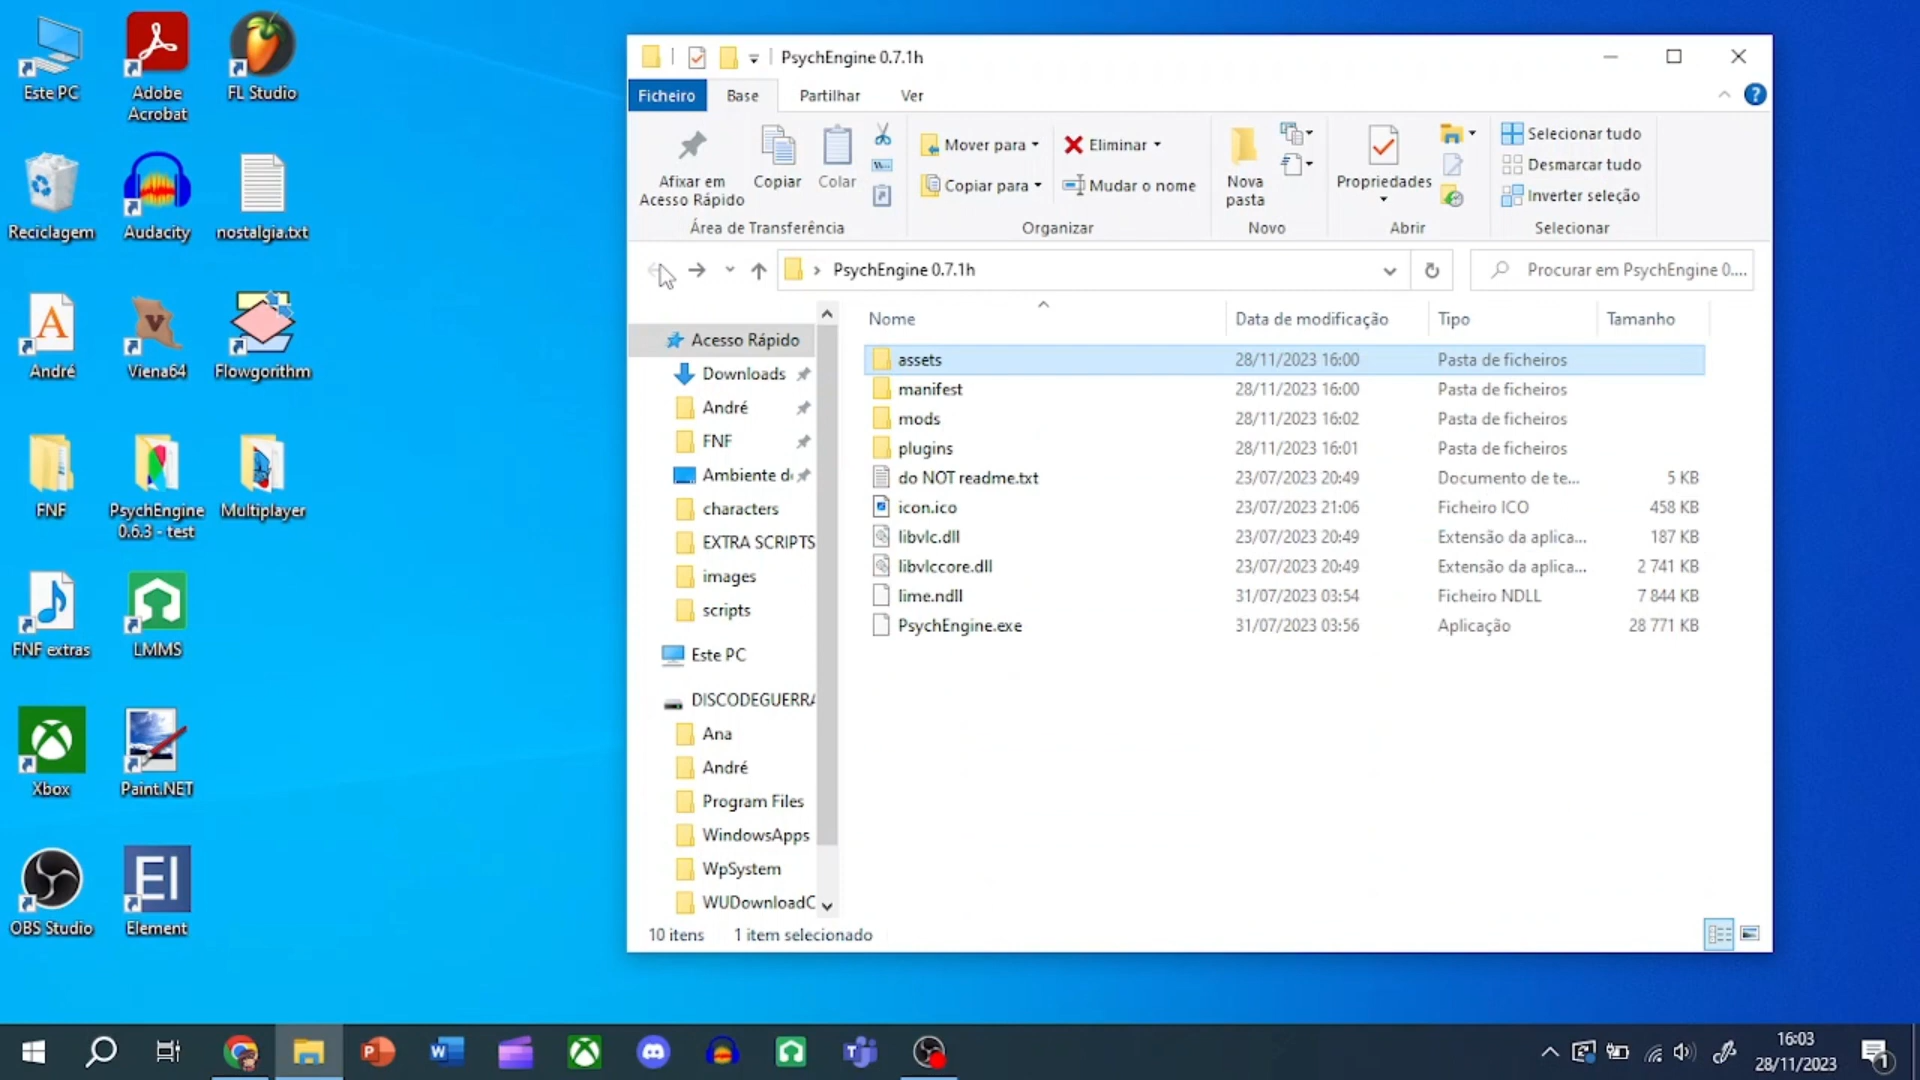 Este PC
Adobe
Acrobat
FL Studio
Reciclagem
Audacity
nostalgia.txt
André
Viena64
Flowgorithm
FNF
PsychEngine
0.6.3 - test
Multiplayer
FNF extras
LMMS
Xbox
Paint.NET
OBS Studio
Element
PsychEngine 0.7.1h
Ficheiro
Base
Partilhar
Ver
Afixar em
Acesso Rápido
Copiar
Colar
Área de Transferência
Mover para
Copiar para
Eliminar
Mudar o nome
Organizar
Nova
pasta
Novo
Propriedades
Abrir
Selecionar tudo
Desmarcar tudo
Inverter seleção
Selecionar
PsychEngine 0.7.1h
Procurar em PsychEngine 0....
Acesso Rápido
Downloads
André
FNF
Ambiente d
characters
EXTRA SCRIPTS
images
scripts
Este PC
DISCODEGUERRA
Ana
André
Program Files
WindowsApps
WpSystem
WUDownloadC
Nome Data de modificação Tipo Tamanho
assets 28/11/2023 16:00 Pasta de ficheiros
manifest 28/11/2023 16:00 Pasta de ficheiros
mods 28/11/2023 16:02 Pasta de ficheiros
plugins 28/11/2023 16:01 Pasta de ficheiros
do NOT readme.txt 23/07/2023 20:49 Documento de te... 5 KB
icon.ico 23/07/2023 21:06 Ficheiro ICO 458 KB
libvlc.dll 23/07/2023 20:49 Extensão da aplica... 187 KB
libvlccore.dll 23/07/2023 20:49 Extensão da aplica... 2 741 KB
lime.ndll 31/07/2023 03:54 Ficheiro NDLL 7 844 KB
PsychEngine.exe 31/07/2023 03:56 Aplicação 28 771 KB
10 itens 1 item selecionado
16:03
28/11/2023
1